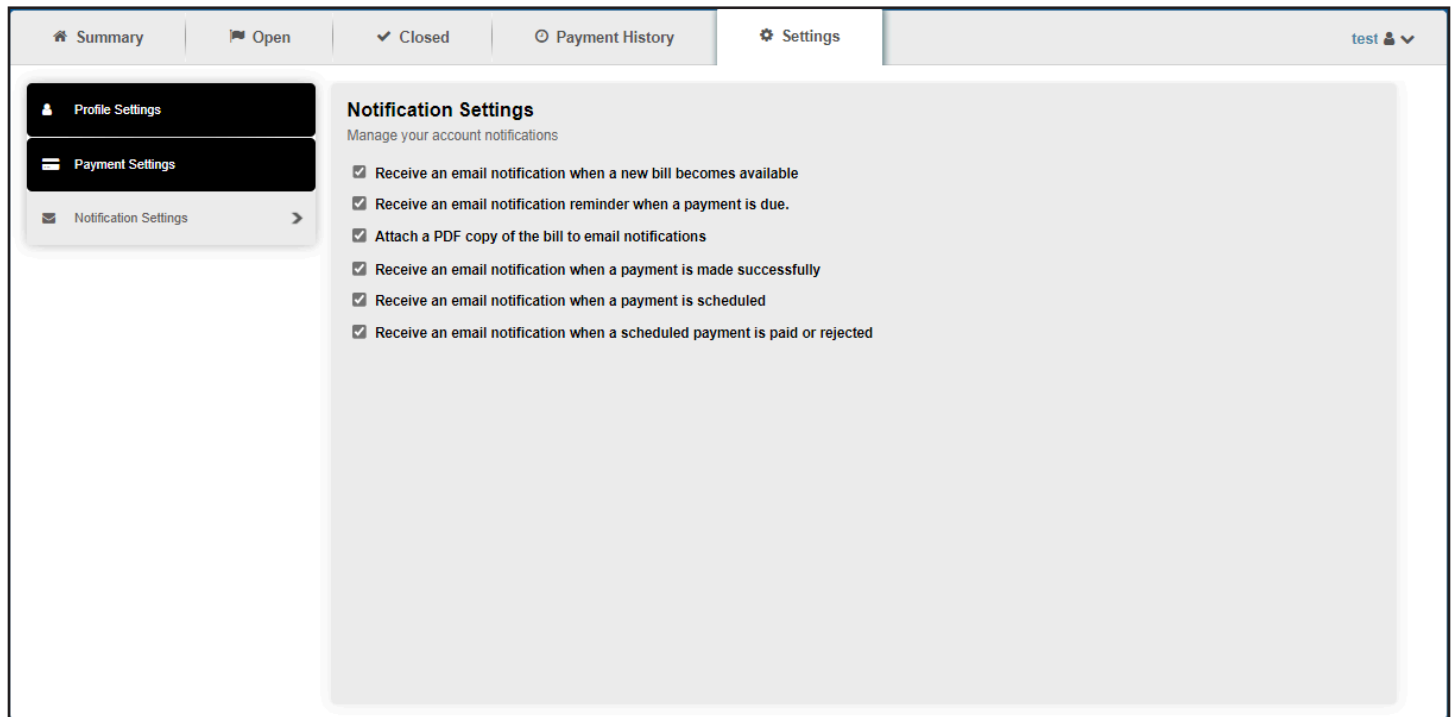 Summary
Open
Closed
Payment History
Settings
test
Profile Settings
Payment Settings
Notification Settings
Notification Settings
Manage your account notifications
Receive an email notification when a new bill becomes available
Receive an email notification reminder when a payment is due.
Attach a PDF copy of the bill to email notifications
Receive an email notification when a payment is made successfully
Receive an email notification when a payment is scheduled
Receive an email notification when a scheduled payment is paid or rejected